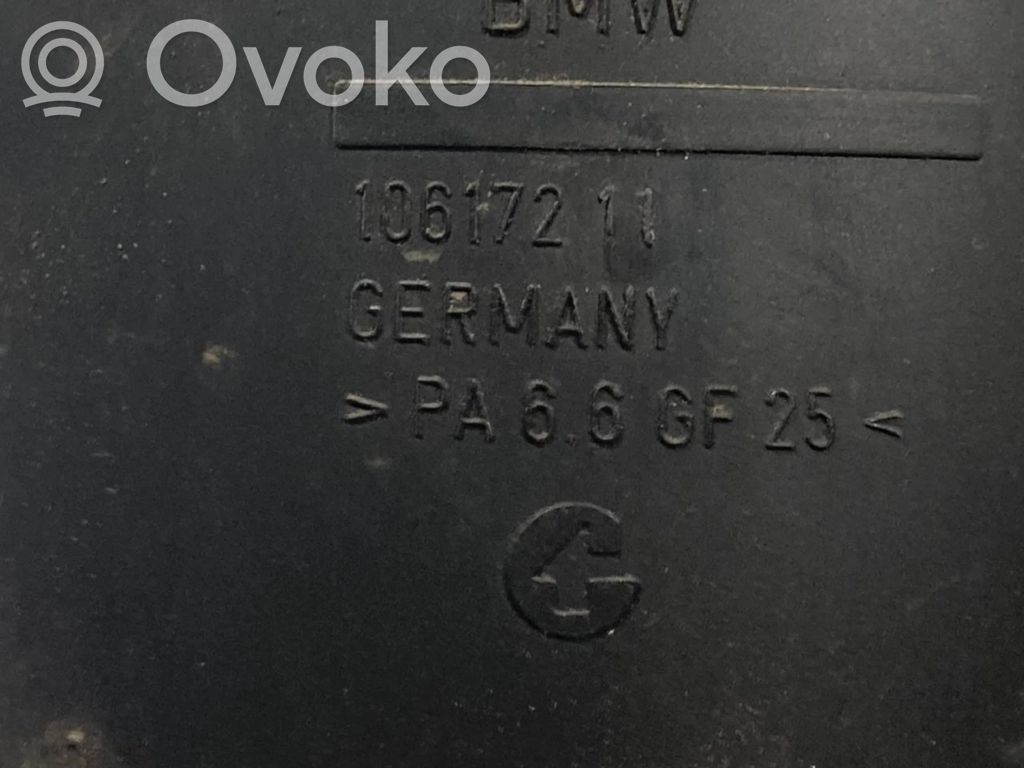 BMW
Ovoko
106172 11
GERMANY
> PA 6.6 GF 25 <